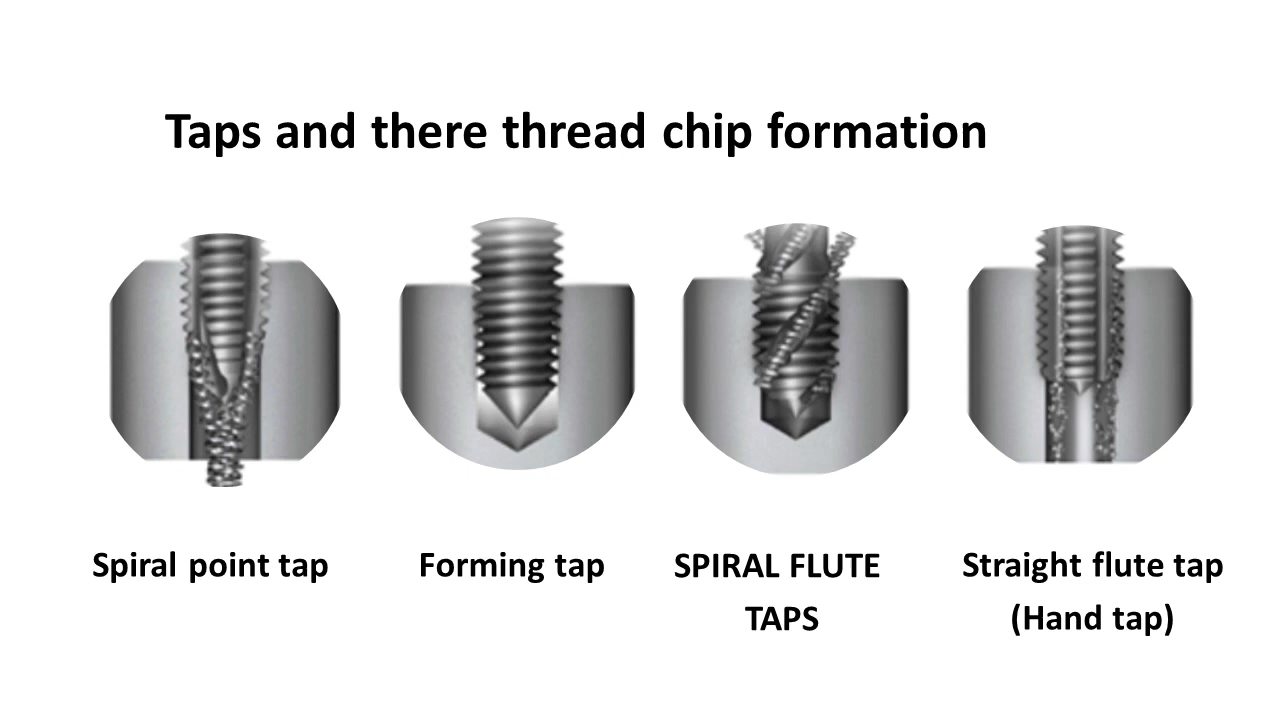 Taps and there thread chip formation
Spiral point tap
Forming tap
SPIRAL FLUTE
TAPS
Straight flute tap
(Hand tap)